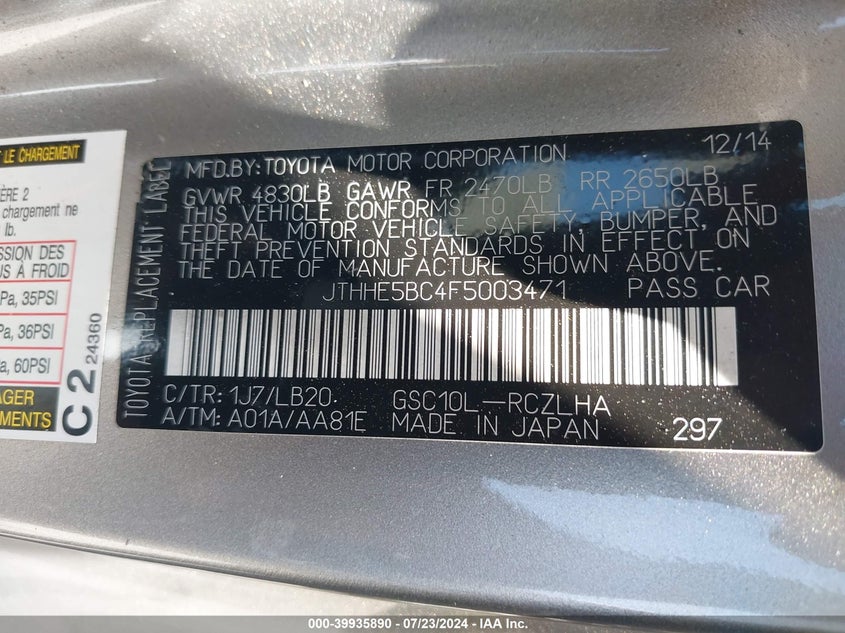 T LE CHARGEMENT
ÈRE 2
chargement ne
lb.
SSION DES
US À FROID
Pa, 35PSI
Pa, 36PSI
Pa, 60PSI
AGER
EMENTS
C 2 24360
TOYOTA REPLACEMENT LABEL
MFD.BY:TOYOTA MOTOR CORPORATION 12/14
GVWR 4830LB GAWR FR 2470LB RR 2650LB
THIS VEHICLE CONFORMS TO ALL APPLICABLE
FEDERAL MOTOR VEHICLE SAFETY, BUMPER, AND
THEFT PREVENTION STANDARDS IN EFFECT ON
THE DATE OF MANUFACTURE SHOWN ABOVE.
JTHHE5BC4F5003471 PASS CAR
C/TR: 1J7/LB20. GSC10L-RCZLHA
A/TM: A01A/AA81E MADE IN JAPAN 297
000-39935890 - 07/23/2024 - IAA Inc.